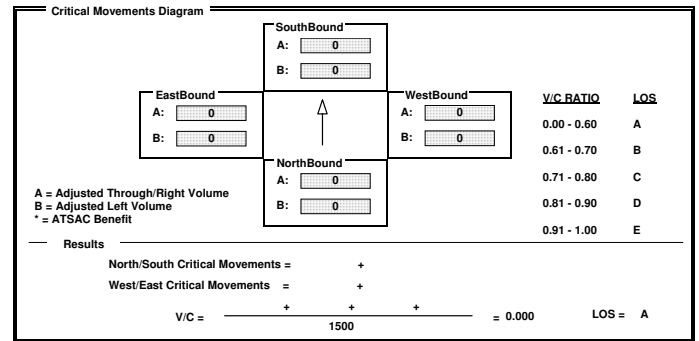 Critical Movements Diagram
SouthBound
A: 0
B: 0
EastBound
A: 0
B: 0
WestBound
A: 0
B: 0
NorthBound
A: 0
B: 0
V/C RATIO LOS
0.00 - 0.60 A
0.61 - 0.70 B
0.71 - 0.80 C
0.81 - 0.90 D
0.91 - 1.00 E
A = Adjusted Through/Right Volume
B = Adjusted Left Volume
* = ATSAC Benefit
Results
North/South Critical Movements = +
West/East Critical Movements = +
V/C = + + +
1500
= 0.000 LOS = A